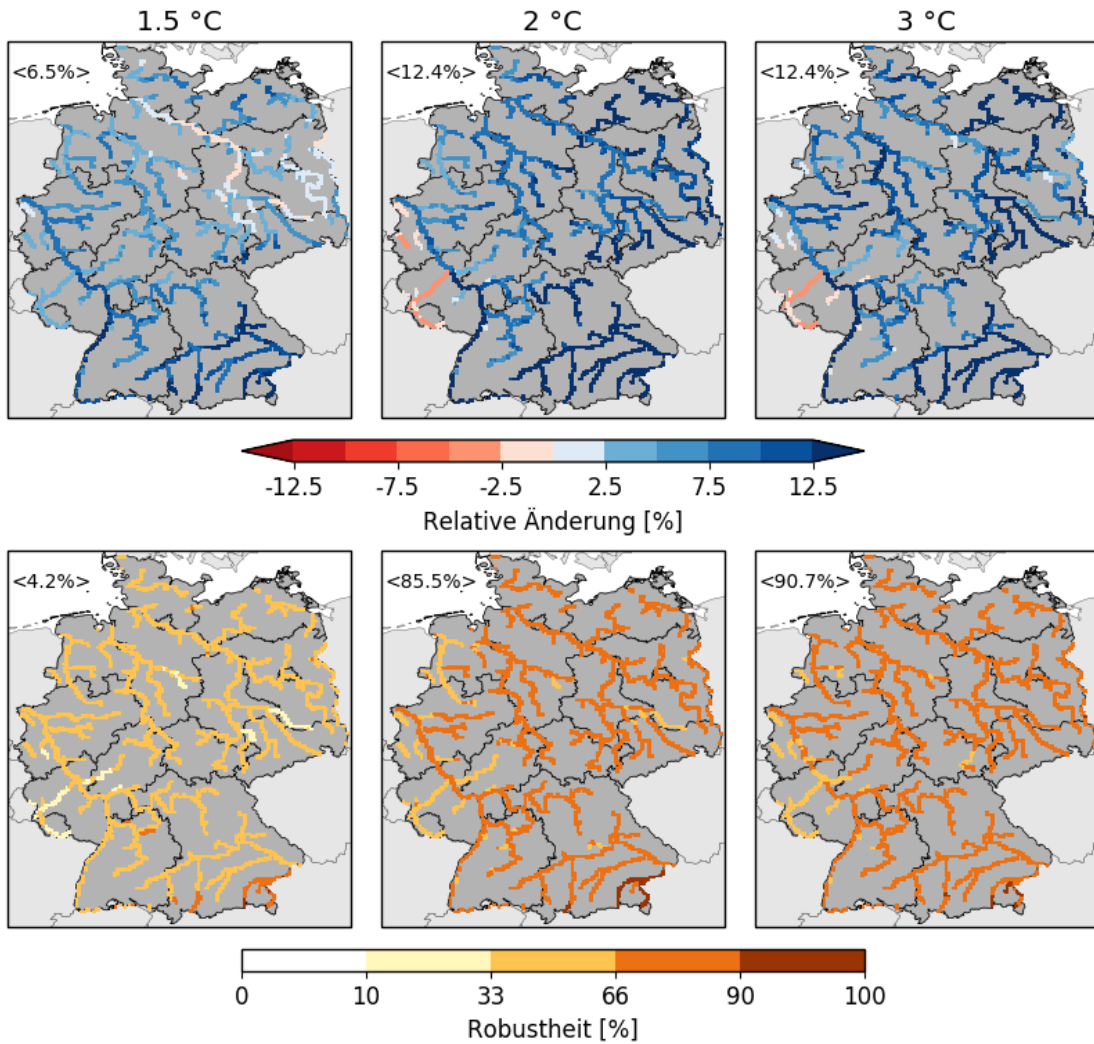 1.5 °C 2 °C 3 °C
<6.5%> <12.4%> <12.4%>
-12.5 -7.5 -2.5 2.5 7.5 12.5
Relative Änderung [%]
<4.2%> <85.5%> <90.7%>
0 10 33 66 90 100
Robustheit [%]